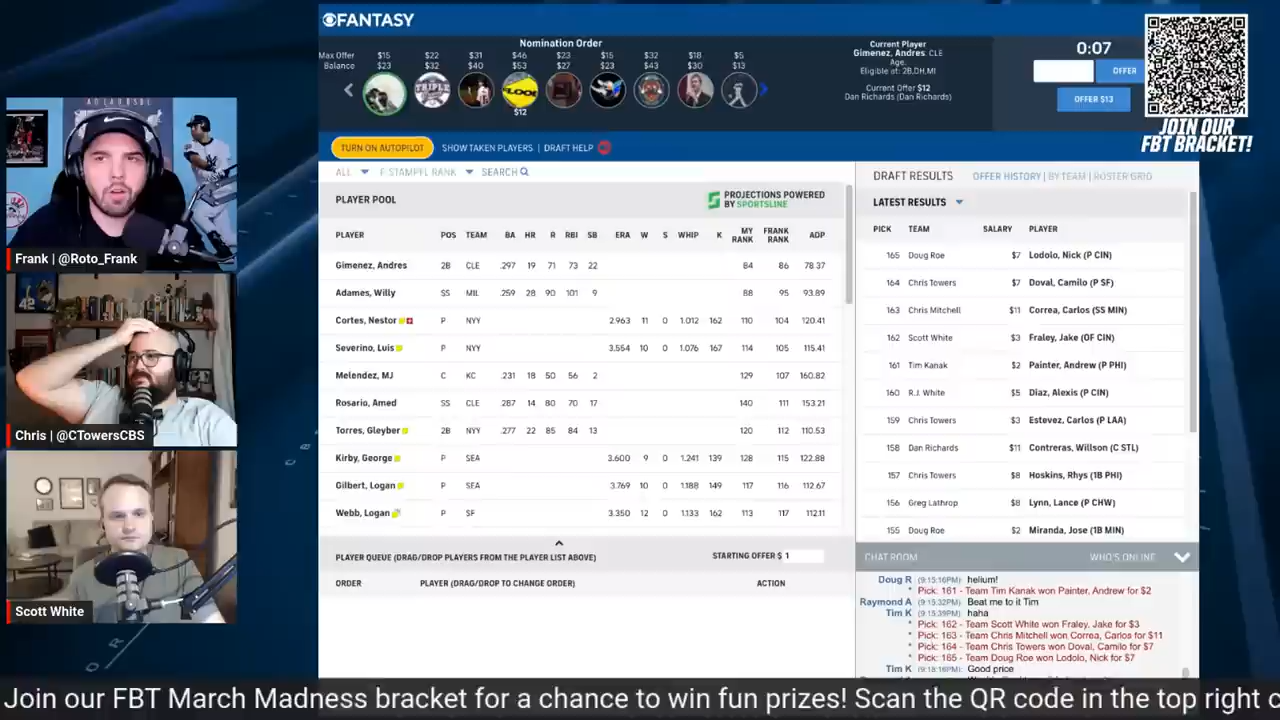 FANTASY
Nomination Order
Max Offer $15 $22 $31 $46 $23 $15 $32 $18 $5
Balance $23 $32 $40 $53 $27 $23 $43 $30 $13
TRIPLE
$12
Current Player
Gimenez, Andres: CLE
Age:
Eligible at: 2B,DH,MI
Current Offer $12
Dan Richards (Dan Richards)
0:07
OFFER
OFFER $13
JOIN OUR
FBT BRACKET!
TURN ON AUTOPILOT SHOW TAKEN PLAYERS | DRAFT HELP
ALL F STAMPFL RANK SEARCH
PLAYER POOL
PROJECTIONS POWERED
BY SPORTSLINE
PLAYER POS TEAM BA HR R RBI SB ERA W S WHIP K MY RANK FRANK RANK ADP
Gimenez, Andres 2B CLE .297 19 71 73 22 84 86 78.37
Adames, Willy SS MIL .259 28 90 101 9 88 95 93.89
Cortes, Nestor P NYY 2.963 11 0 1.012 162 110 104 120.41
Severino, Luis P NYY 3.554 10 0 1.076 167 114 105 115.41
Melendez, MJ C KC .231 18 50 56 2 129 107 160.82
Rosario, Amed SS CLE .287 14 80 70 17 140 111 153.21
Torres, Gleyber 2B NYY .277 22 85 84 13 120 112 110.53
Kirby, George P SEA 3.600 9 0 1.241 139 128 115 122.88
Gilbert, Logan P SEA 3.769 10 0 1.188 149 117 116 112.67
Webb, Logan P SF 3.350 12 0 1.133 162 113 117 112.11
PLAYER QUEUE (DRAG/DROP PLAYERS FROM THE PLAYER LIST ABOVE) STARTING OFFER $ 1
ORDER PLAYER (DRAG/DROP TO CHANGE ORDER) ACTION
DRAFT RESULTS OFFER HISTORY | BY TEAM | ROSTER GRID
LATEST RESULTS
PICK TEAM SALARY PLAYER
165 Doug Roe $7 Lodolo, Nick (P CIN)
164 Chris Towers $7 Doval, Camilo (P SF)
163 Chris Mitchell $11 Correa, Carlos (SS MIN)
162 Scott White $3 Fraley, Jake (OF CIN)
161 Tim Kanak $2 Painter, Andrew (P PHI)
160 R.J. White $5 Diaz, Alexis (P CIN)
159 Chris Towers $3 Estevez, Carlos (P LAA)
158 Dan Richards $11 Contreras, Willson (C STL)
157 Chris Towers $8 Hoskins, Rhys (1B PHI)
156 Greg Lathrop $8 Lynn, Lance (P CHW)
155 Doug Roe $2 Miranda, Jose (1B MIN)
CHAT ROOM WHO'S ONLINE
Doug R (9:15:16PM): helium!
* Pick: 161 - Team Tim Kanak won Painter, Andrew for $2
Raymond A (9:15:32PM): Beat me to it Tim
Tim K (9:15:39PM): haha
* Pick: 162 - Team Scott White won Fraley, Jake for $3
* Pick: 163 - Team Chris Mitchell won Correa, Carlos for $11
* Pick: 164 - Team Chris Towers won Doval, Camilo for $7
* Pick: 165 - Team Doug Roe won Lodolo, Nick for $7
Tim K (9:18:16PM): Good price
Frank | @Roto_Frank
Chris | @CTowersCBS
Scott White
Join our FBT March Madness bracket for a chance to win fun prizes! Scan the QR code in the top right